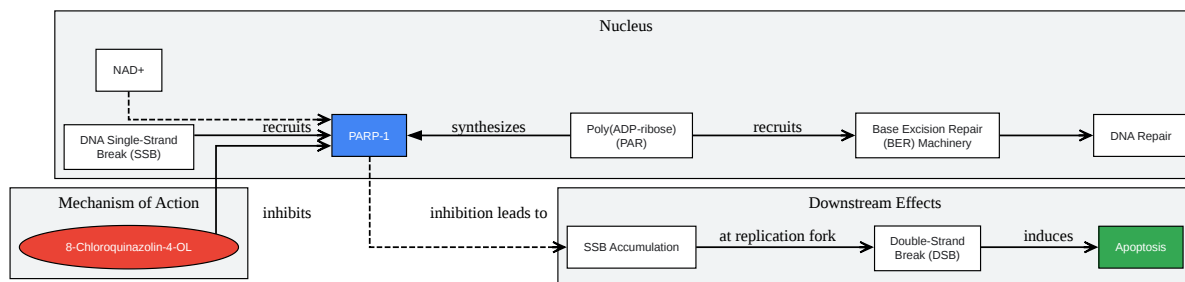 Nucleus
NAD+
DNA Single-Strand
Break (SSB)
recruits
PARP-1
synthesizes
Poly(ADP-ribose)
(PAR)
recruits
Base Excision Repair
(BER) Machinery
DNA Repair
Mechanism of Action
8-Chloroquinazolin-4-OL
inhibits
inhibition leads to
Downstream Effects
SSB Accumulation
at replication fork
Double-Strand
Break (DSB)
induces
Apoptosis